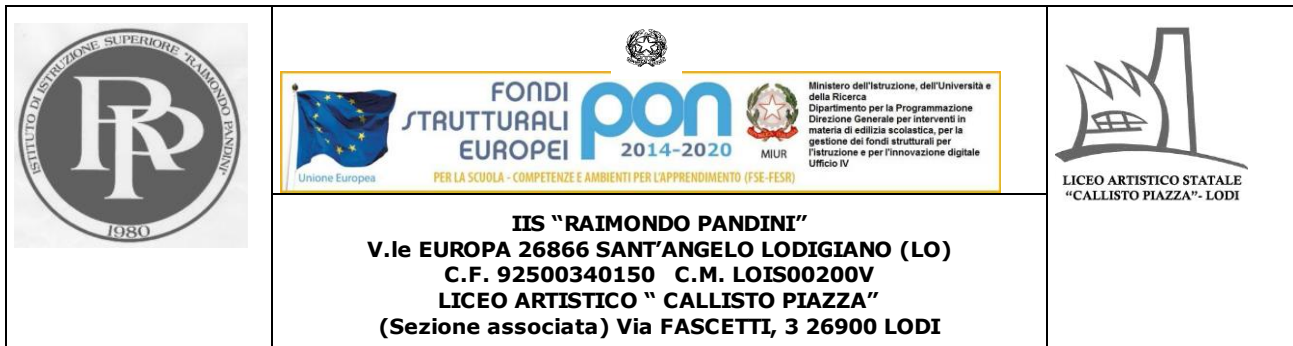 ISTITUTO DI ISTRUZIONE SUPERIORE "RAIMONDO PANDINI"
RP
1980
FONDI
STRUTTURALI
EUROPEI
pon
2014-2020
Unione Europea
MIUR
Ministero dell'Istruzione, dell'Università e
della Ricerca
Dipartimento per la Programmazione
Direzione Generale per interventi in
materia di edilizia scolastica, per la
gestione dei fondi strutturali per
l'istruzione e per l'innovazione digitale
Ufficio IV
PER LA SCUOLA - COMPETENZE E AMBIENTI PER L'APPRENDIMENTO (FSE-FESR)
IIS "RAIMONDO PANDINI"
V.le EUROPA 26866 SANT'ANGELO LODIGIANO (LO)
C.F. 92500340150 C.M. LOIS00200V
LICEO ARTISTICO " CALLISTO PIAZZA"
(Sezione associata) Via FASCETTI, 3 26900 LODI
LICEO ARTISTICO STATALE
"CALLISTO PIAZZA"- LODI